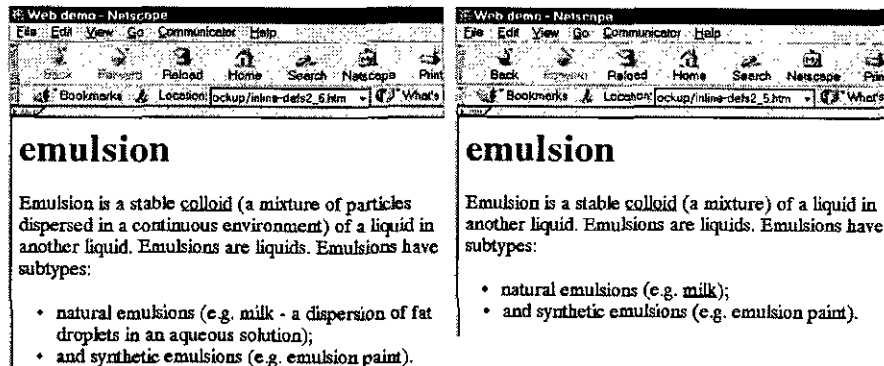 Web demo - Netscape
File Edit View Go Communicator Help
Back Forward Reload Home Search Netscape Print
Bookmarks Location: ockup/inline-defs2_6.htm What's
emulsion
Emulsion is a stable colloid (a mixture of particles
dispersed in a continuous environment) of a liquid in
another liquid. Emulsions are liquids. Emulsions have
subtypes:
• natural emulsions (e.g. milk - a dispersion of fat
droplets in an aqueous solution);
• and synthetic emulsions (e.g. emulsion paint).
Web demo - Netscape
File Edit View Go Communicator Help
Back Forward Reload Home Search Netscape Print
Bookmarks Location: ockup/inline-defs2_5.htm What's
emulsion
Emulsion is a stable colloid (a mixture) of a liquid in
another liquid. Emulsions are liquids. Emulsions have
subtypes:
• natural emulsions (e.g. milk);
• and synthetic emulsions (e.g. emulsion paint).